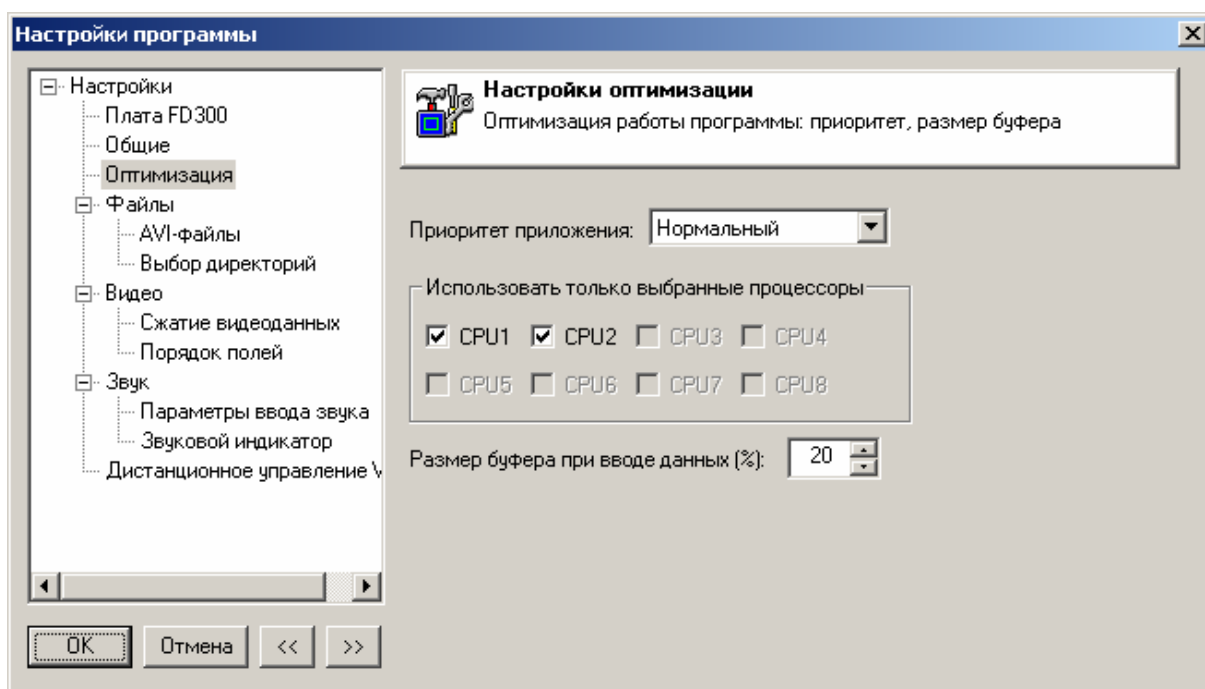 Настройки программы
Настройки
Плата FD300
Общие
Оптимизация
Файлы
AVI-файлы
Выбор директорий
Видео
Сжатие видеоданных
Порядок полей
Звук
Параметры ввода звука
Звуковой индикатор
Дистанционное управление
OK Отмена << >>
Настройки оптимизации
Оптимизация работы программы: приоритет, размер буфера
Приоритет приложения: Нормальный
Использовать только выбранные процессоры
CPU1 CPU2 CPU3 CPU4
CPU5 CPU6 CPU7 CPU8
Размер буфера при вводе данных (%): 20